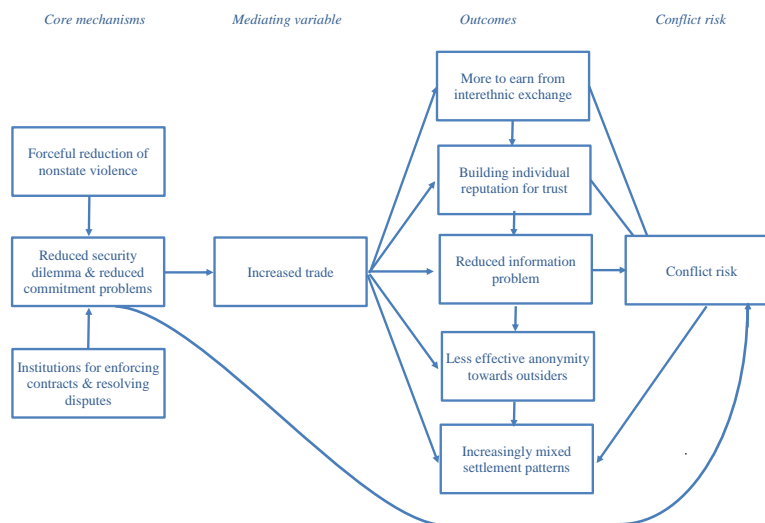 Core mechanisms
Mediating variable
Outcomes
Conflict risk
Forceful reduction of
nonstate violence
Reduced security
dilemma & reduced
commitment problems
Institutions for enforcing
contracts & resolving
disputes
Increased trade
More to earn from
interethnic exchange
Building individual
reputation for trust
Reduced information
problem
Less effective anonymity
towards outsiders
Increasingly mixed
settlement patterns
Conflict risk
.